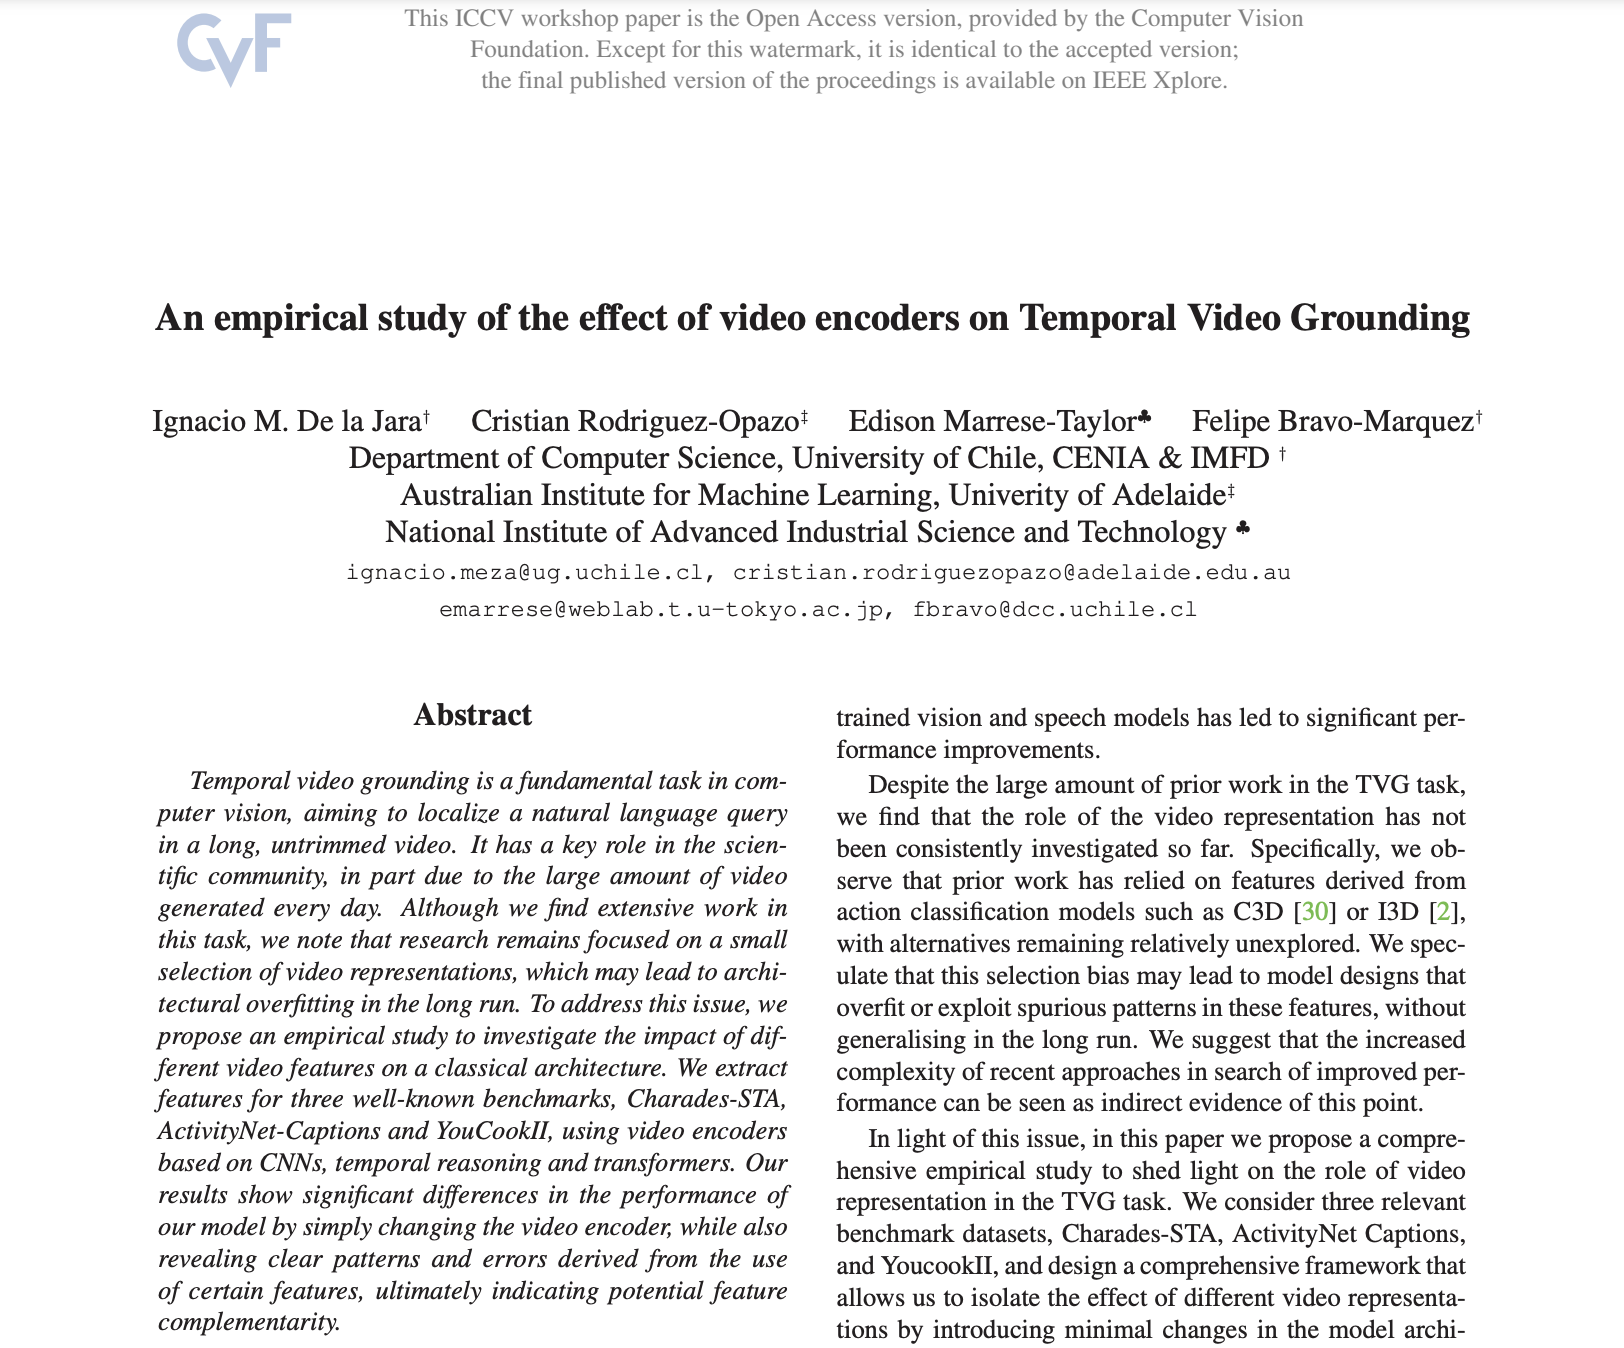 CVF
This ICCV workshop paper is the Open Access version, provided by the Computer Vision
Foundation. Except for this watermark, it is identical to the accepted version;
the final published version of the proceedings is available on IEEE Xplore.
An empirical study of the effect of video encoders on Temporal Video Grounding
Ignacio M. De la Jara† Cristian Rodriguez-Opazo‡ Edison Marrese-Taylor♣ Felipe Bravo-Marquez†
Department of Computer Science, University of Chile, CENIA & IMFD †
Australian Institute for Machine Learning, Univerity of Adelaide‡
National Institute of Advanced Industrial Science and Technology ♣
ignacio.meza@ug.uchile.cl, cristian.rodriguezopazo@adelaide.edu.au
emarrese@weblab.t.u-tokyo.ac.jp, fbravo@dcc.uchile.cl
Abstract
Temporal video grounding is a fundamental task in com-
puter vision, aiming to localize a natural language query
in a long, untrimmed video. It has a key role in the scien-
tific community, in part due to the large amount of video
generated every day. Although we find extensive work in
this task, we note that research remains focused on a small
selection of video representations, which may lead to archi-
tectural overfitting in the long run. To address this issue, we
propose an empirical study to investigate the impact of dif-
ferent video features on a classical architecture. We extract
features for three well-known benchmarks, Charades-STA,
ActivityNet-Captions and YouCookII, using video encoders
based on CNNs, temporal reasoning and transformers. Our
results show significant differences in the performance of
our model by simply changing the video encoder, while also
revealing clear patterns and errors derived from the use
of certain features, ultimately indicating potential feature
complementarity.
trained vision and speech models has led to significant per-
formance improvements.
Despite the large amount of prior work in the TVG task,
we find that the role of the video representation has not
been consistently investigated so far. Specifically, we ob-
serve that prior work has relied on features derived from
action classification models such as C3D [30] or I3D [2],
with alternatives remaining relatively unexplored. We spec-
ulate that this selection bias may lead to model designs that
overfit or exploit spurious patterns in these features, without
generalising in the long run. We suggest that the increased
complexity of recent approaches in search of improved per-
formance can be seen as indirect evidence of this point.
In light of this issue, in this paper we propose a compre-
hensive empirical study to shed light on the role of video
representation in the TVG task. We consider three relevant
benchmark datasets, Charades-STA, ActivityNet Captions,
and YoucookII, and design a comprehensive framework that
allows us to isolate the effect of different video representa-
tions by introducing minimal changes in the model archi-